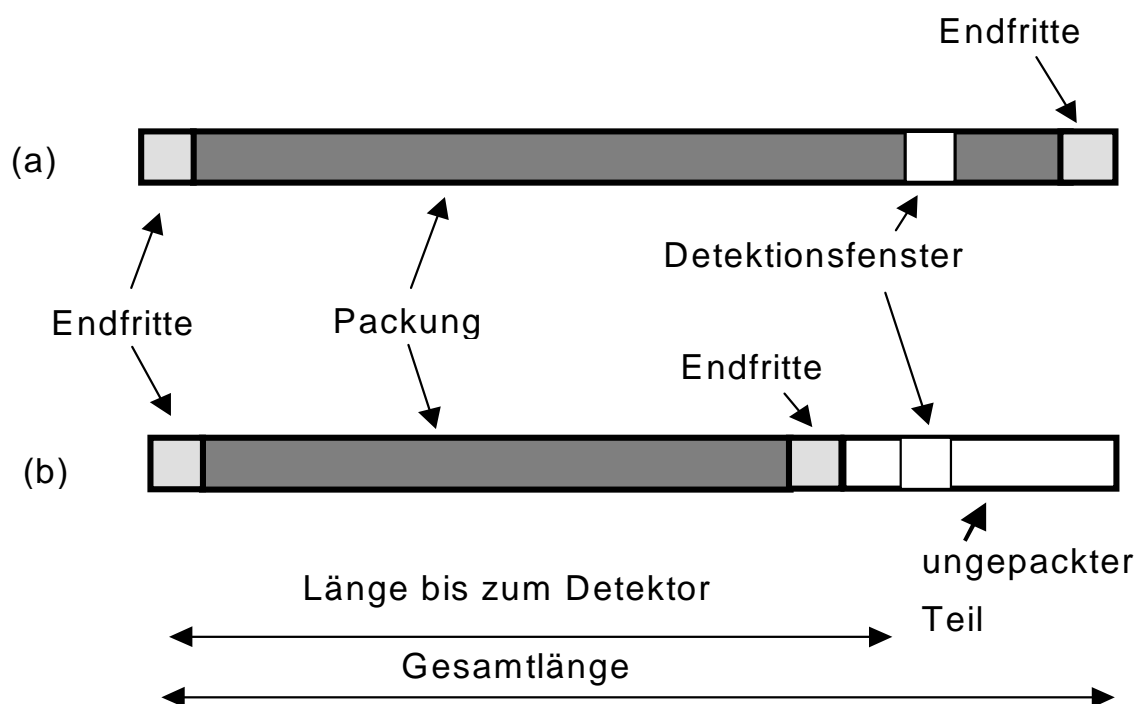 Endfritte
(a)
Detektionsfenster
Endfritte
Packung
Endfritte
(b)
ungepackter
Teil
Länge bis zum Detektor
Gesamtlänge